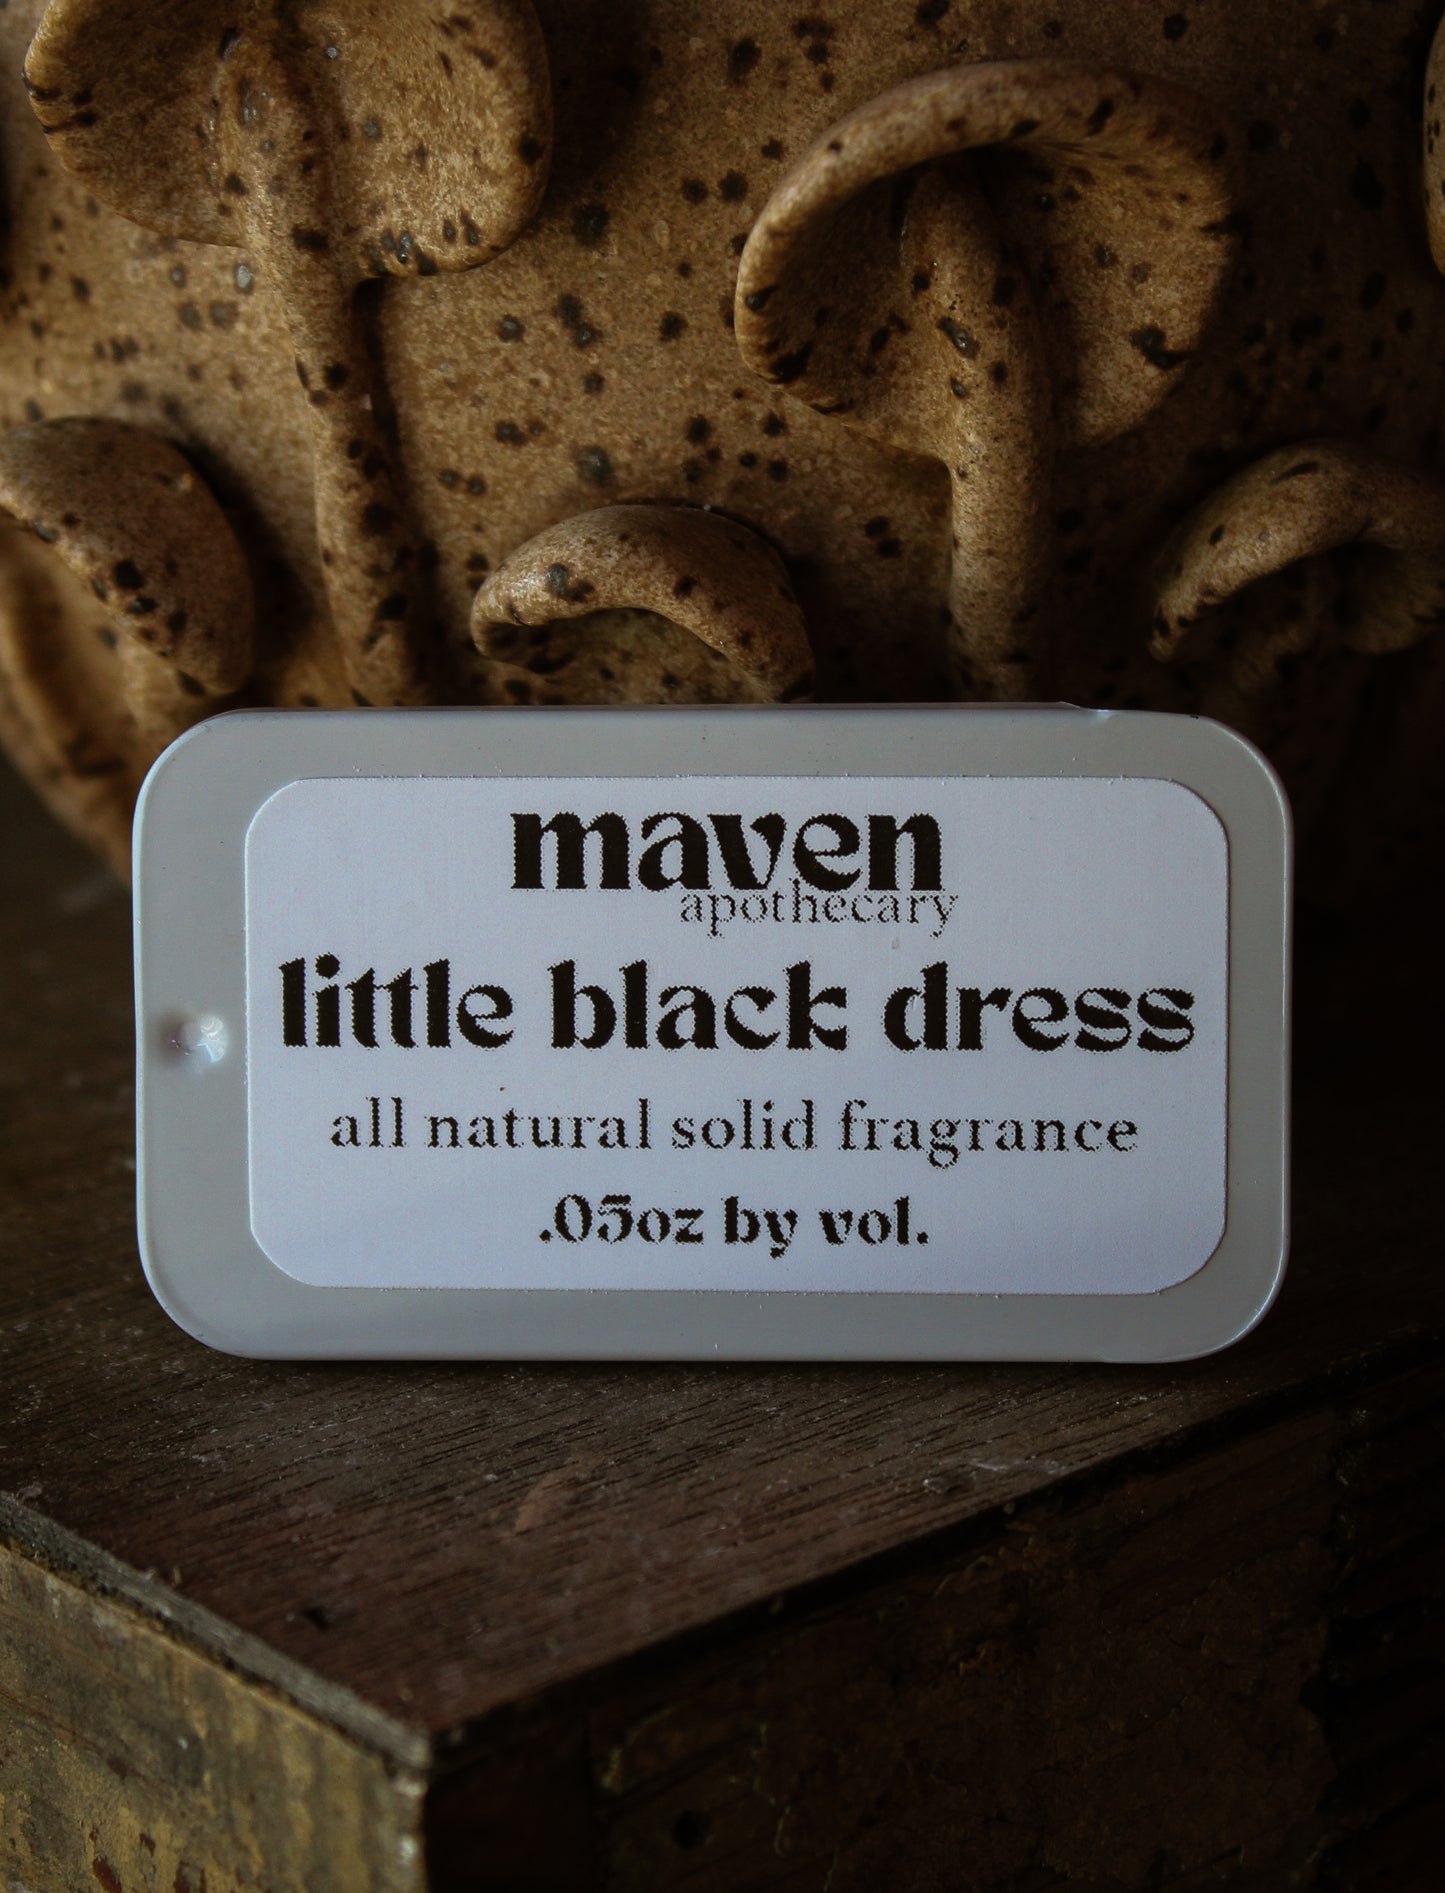 maven
apothecary
little black dress
all natural solid fragrance
.05oz by vol.